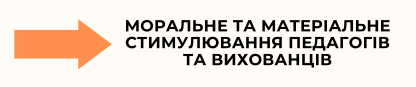 МОРАЛЬНЕ ТА МАТЕРІАЛЬНЕ
СТИМУЛЮВАННЯ ПЕДАГОГІВ
ТА ВИХОВАНЦІВ